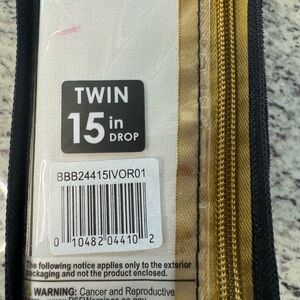 TWIN
15 in
DROP
BBB24415IVOR01
0 10482 04410 2
The following notice applies only to the exterior
packaging and not the product enclosed.
WARNING: Cancer and Reproductive